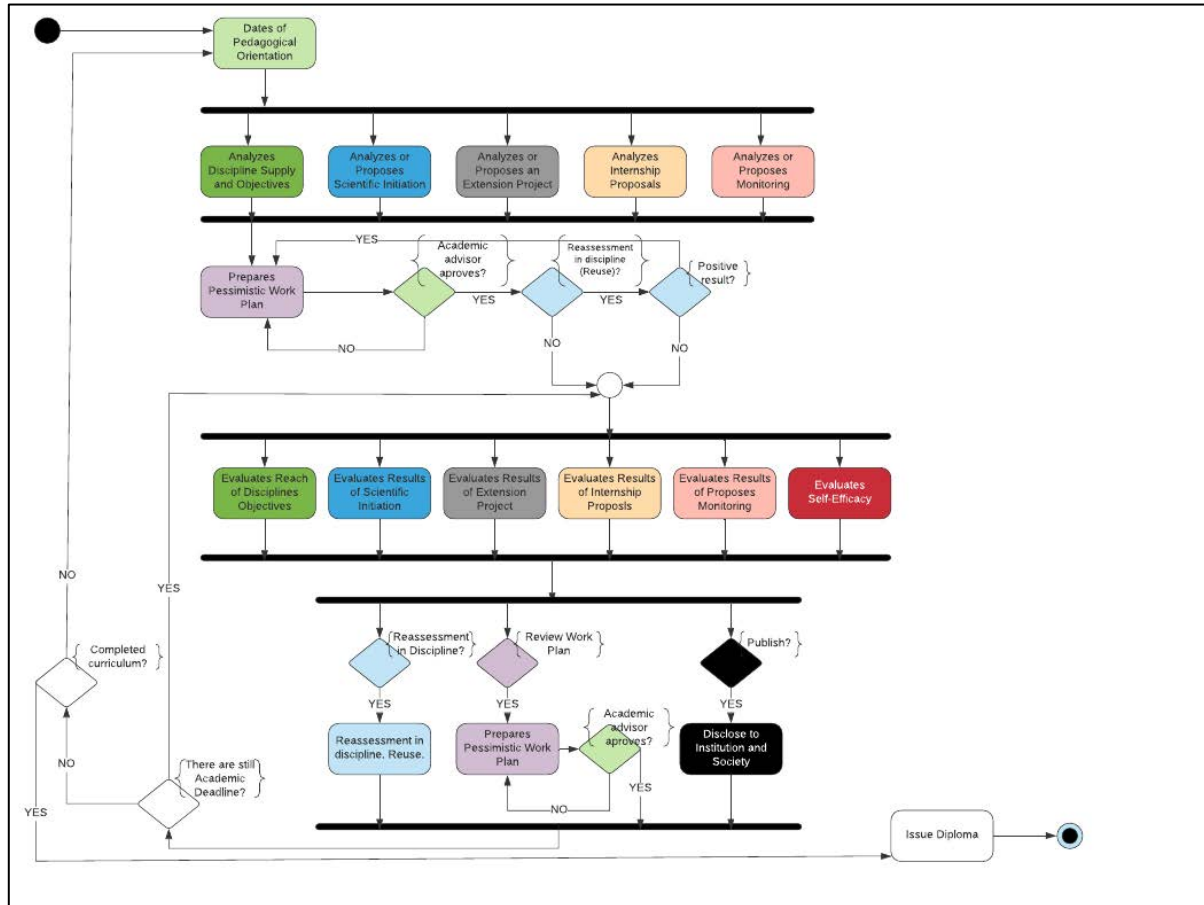 Dates of
Pedagogical
Orientation
Analyzes
Discipline Supply
and Objectives
Analyzes or
Proposes
Scientific Initiation
Analyzes or
Proposes an
Extension Project
Analyzes
Internship
Proposals
Analyzes or
Proposes
Monitoring
YES
Prepares
Pessimistic Work
Plan
Academic
advisor
aproves?
YES
NO
Reassment
in discipline
(Reuse)?
YES
NO
Positive
result?
NO
Evaluates Reach
of Disciplines
Objectives
Evaluates Results
of Scientific
Initiation
Evaluates Results
of Extension
Project
Evaluates Results
of Internship
Proposls
Evaluates Results
of Proposes
Monitoring
Evaluates
Self-Efficacy
NO
YES
Completed
curriculum?
Reassessment
in Discipline?
Review Work
Plan
Publish?
YES
YES
YES
Reassessment in
discipline. Reuse.
Prepares
Pessimistic Work
Plan
Academic
advisor
aproves?
Disclose to
Institution and
Society
NO
YES
NO
There are still
Academic
Deadline?
YES
Issue Diploma